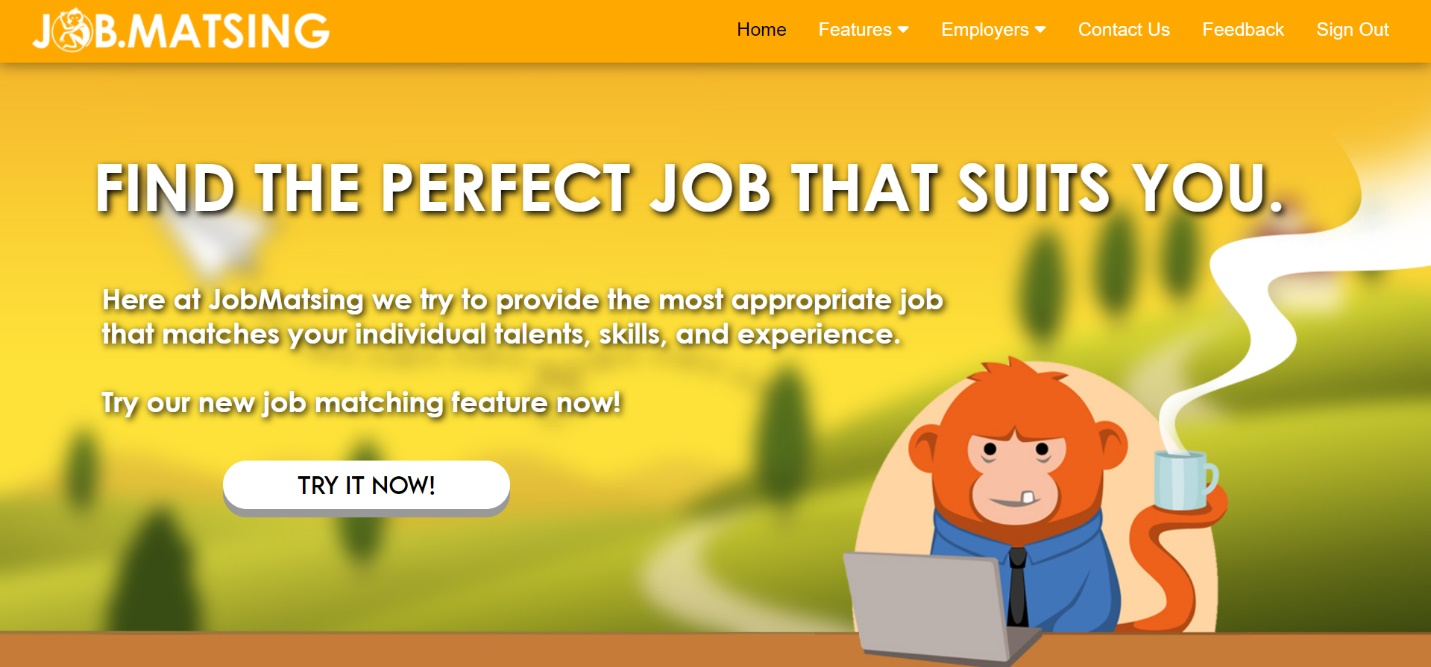 JOB.MATSING
Home Features Employers Contact Us Feedback Sign Out
FIND THE PERFECT JOB THAT SUITS YOU.
Here at JobMatsing we try to provide the most appropriate job
that matches your individual talents, skills, and experience.
Try our new job matching feature now!
TRY IT NOW!